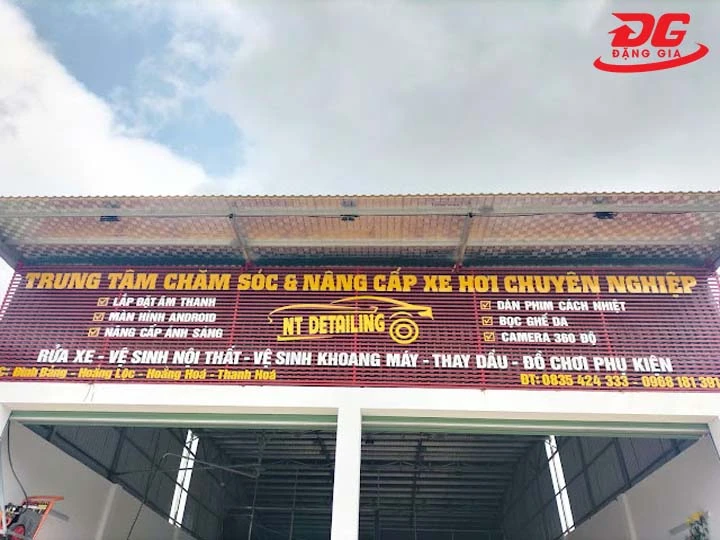 ĐG
ĐẶNG GIA
TRUNG TÂM CHĂM SÓC & NÂNG CẤP XE HƠI CHUYÊN NGHIỆP
☑ LẮP ĐẶT ÂM THANH
☑ MÀN HÌNH ANDROID
☑ NÂNG CẤP ÁNH SÁNG
NT DETAILING
☑ DÁN PHIM CÁCH NHIỆT
☑ BỌC GHẾ DA
☑ CAMERA 360 ĐỘ
RỬA XE - VỆ SINH NỘI THẤT - VỆ SINH KHOANG MÁY - THAY DẦU - ĐỒ CHƠI PHỤ KIỆN
C: Đình Bảng - Hoằng Lộc - Hoằng Hoá - Thanh Hoá
ĐT: 0835 424 333 - 0968 181 391